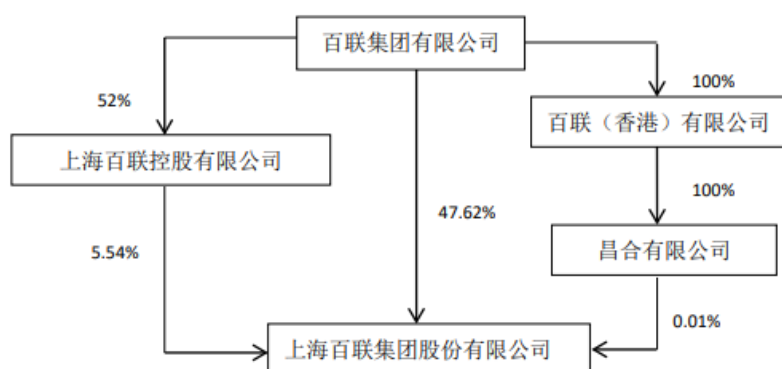 百联集团有限公司
52%
100%
百联（香港）有限公司
上海百联控股有限公司
47.62%
100%
5.54%
昌合有限公司
0.01%
上海百联集团股份有限公司